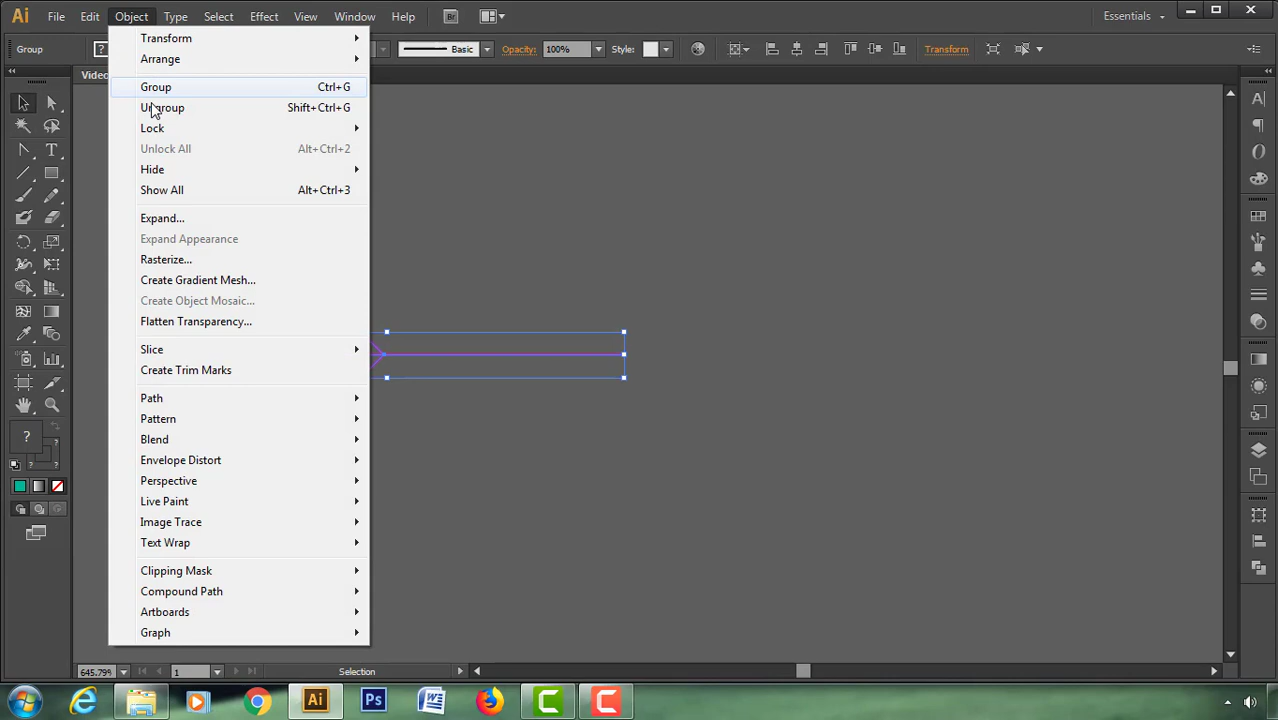 Ai File Edit Object Type Select Effect View Window Help Br Essentials
Group ? Basic Opacity: 100% Style: Transform
Video
Transform
Arrange
Group Ctrl+G
Ungroup Shift+Ctrl+G
Lock
Unlock All Alt+Ctrl+2
Hide
Show All Alt+Ctrl+3
Expand...
Expand Appearance
Rasterize...
Create Gradient Mesh...
Create Object Mosaic...
Flatten Transparency...
Slice
Create Trim Marks
Path
Pattern
Blend
Envelope Distort
Perspective
Live Paint
Image Trace
Text Wrap
Clipping Mask
Compound Path
Artboards
Graph
645.79% 1 Selection
Ai Ps